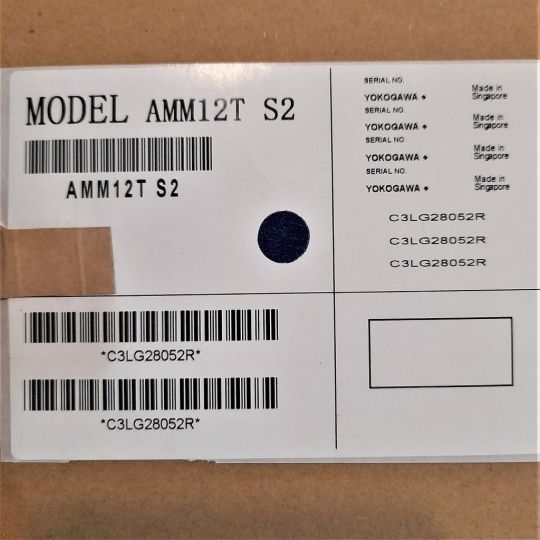 MODEL AMM12T S2
AMM12T S2
SERIAL NO.
YOKOGAWA ◆ Made in
Singapore
SERIAL NO.
YOKOGAWA ◆ Made in
Singapore
SERIAL NO.
YOKOGAWA ◆ Made in
Singapore
SERIAL NO.
YOKOGAWA ◆ Made in
Singapore
C3LG28052R
C3LG28052R
C3LG28052R
*C3LG28052R*
*C3LG28052R*